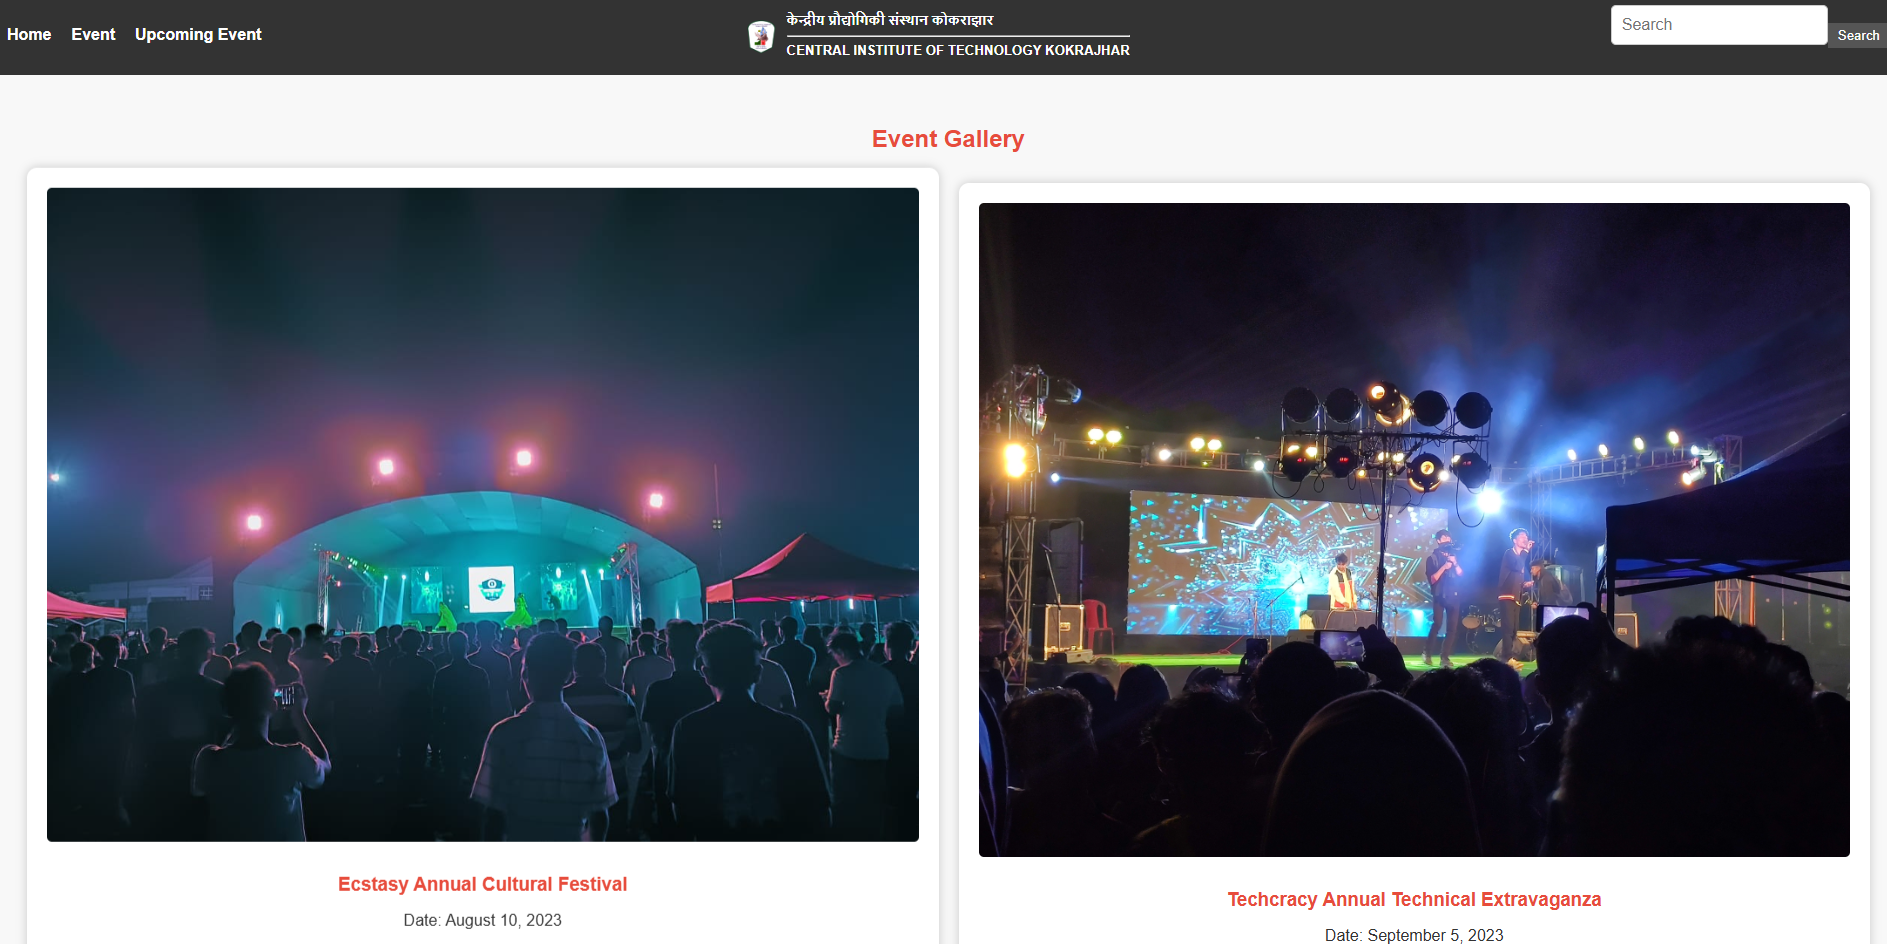 Home Event Upcoming Event
केन्द्रीय प्रौद्योगिकी संस्थान कोकराझार
CENTRAL INSTITUTE OF TECHNOLOGY KOKRAJHAR
Search
Search
Event Gallery
Ecstasy Annual Cultural Festival
Date: August 10, 2023
Techcracy Annual Technical Extravaganza
Date: September 5, 2023